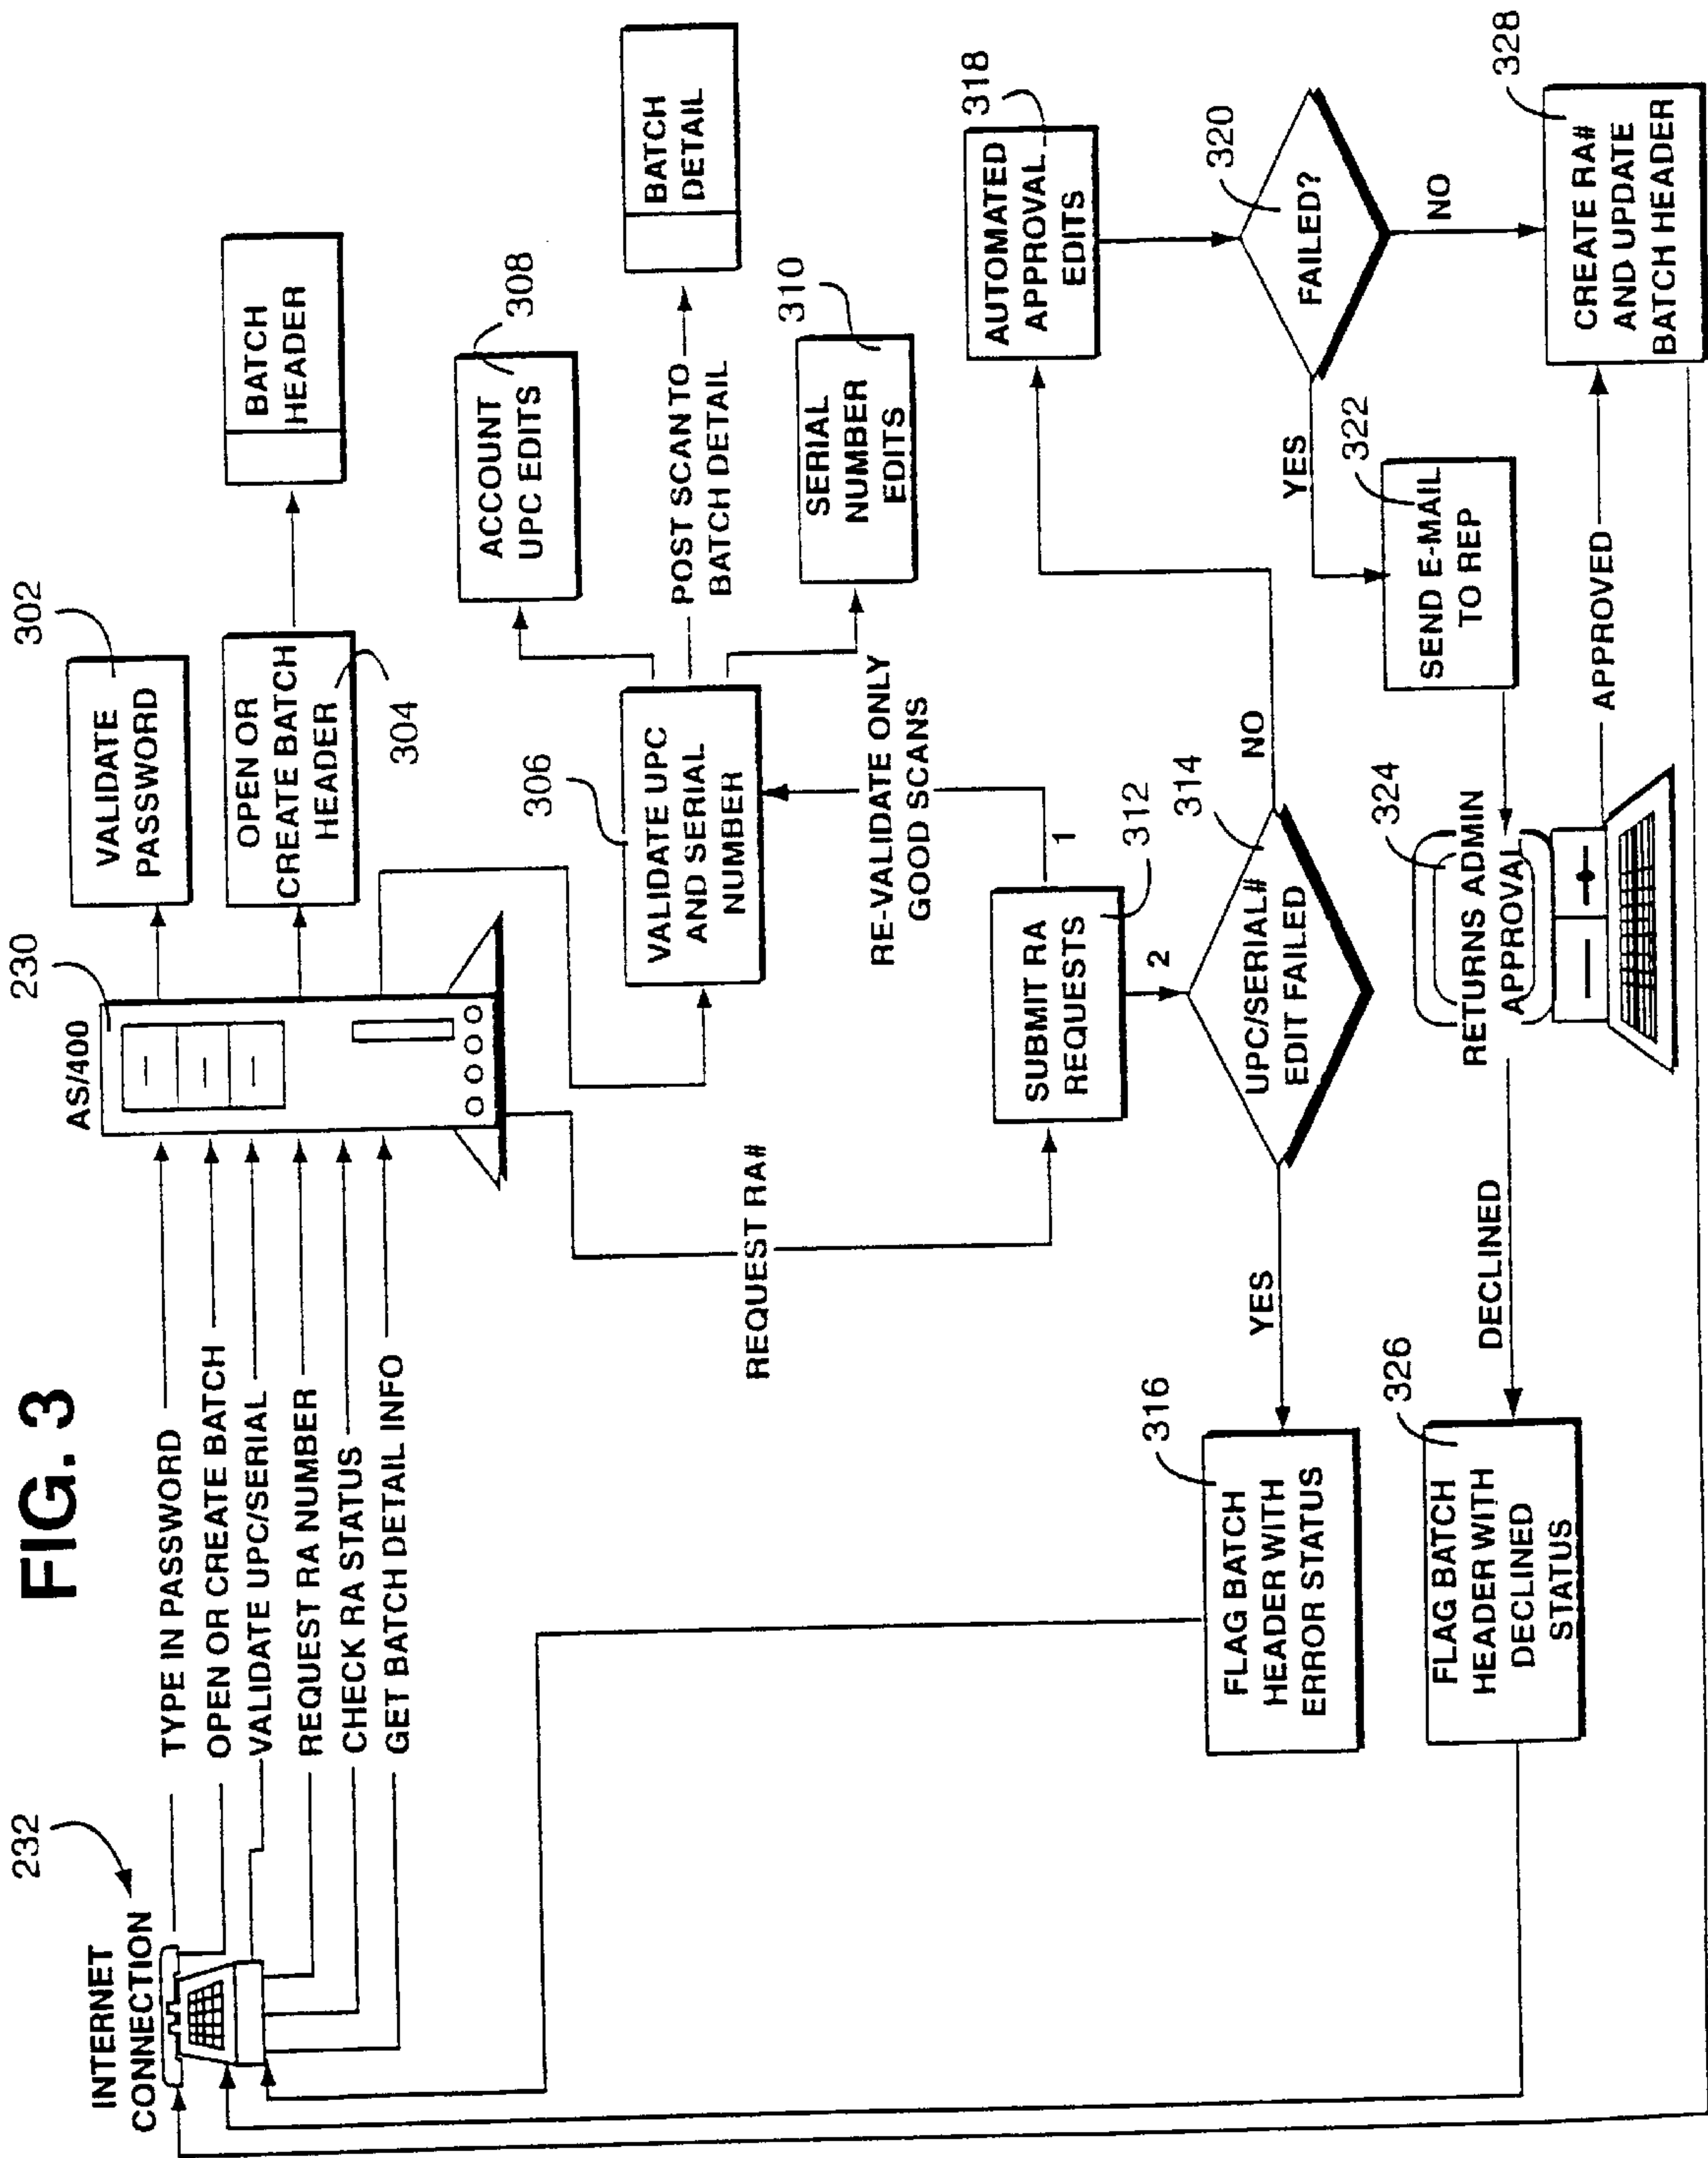 FIG. 3
232
INTERNET
CONNECTION
TYPE IN PASSWORD
OPEN OR CREATE BATCH
VALIDATE UPC/SERIAL
REQUEST RA NUMBER
CHECK RA STATUS
GET BATCH DETAIL INFO
AS/400
230
302
VALIDATE
PASSWORD
OPEN OR
CREATE BATCH
HEADER
304
BATCH
HEADER
306
VALIDATE UPC
AND SERIAL
NUMBER
ACCOUNT
UPC EDITS
308
POST SCAN TO
BATCH DETAIL
BATCH
DETAIL
SERIAL
NUMBER
EDITS
310
RE-VALIDATE ONLY
GOOD SCANS
REQUEST RA#
SUBMIT RA
REQUESTS
312
1
2
UPC/SERIAL#
EDIT FAILED
314
YES
NO
316
FLAG BATCH
HEADER WITH
ERROR STATUS
AUTOMATED
APPROVAL
EDITS
318
FAILED?
320
YES
NO
SEND E-MAIL
TO REP
322
RETURNS ADMIN
APPROVAL
324
DECLINED
APPROVED
326
FLAG BATCH
HEADER WITH
DECLINED
STATUS
CREATE RA#
AND UPDATE
BATCH HEADER
328